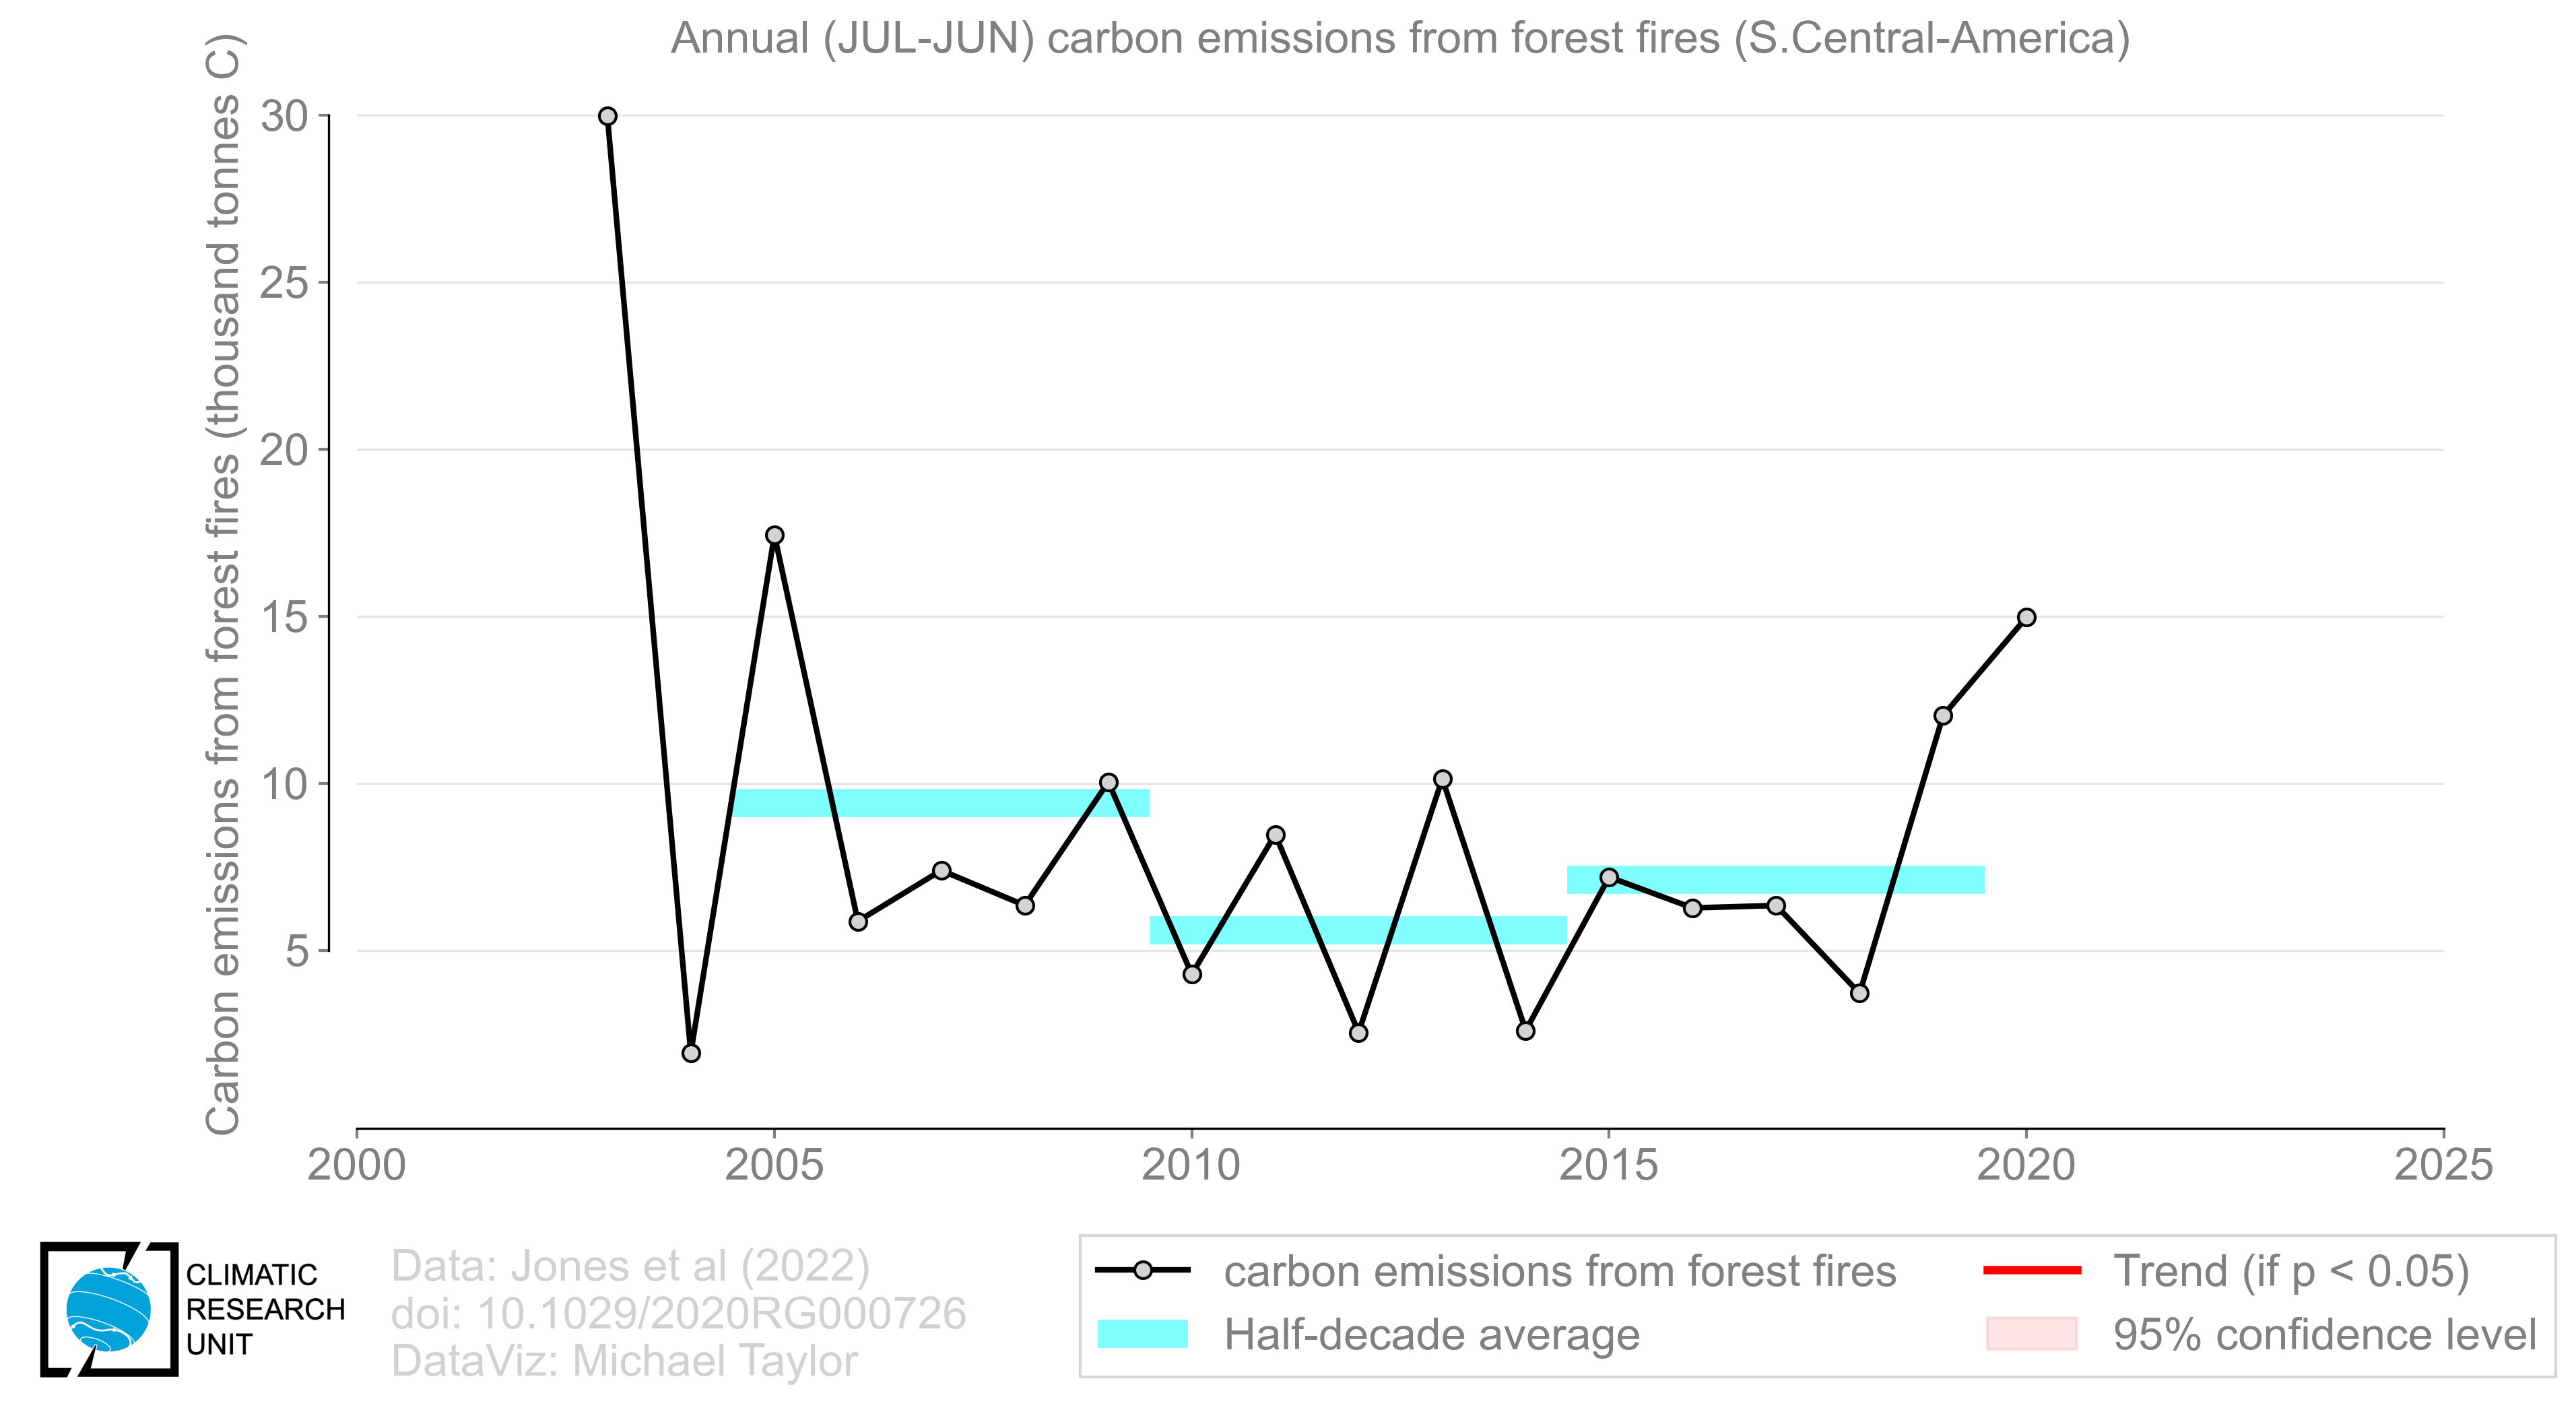 Annual (JUL-JUN) carbon emissions from forest fires (S.Central-America)
Carbon emissions from forest fires (thousand tonnes C)
30
25
20
15
10
5
2000
2005
2010
2015
2020
2025
CLIMATIC
RESEARCH
UNIT
Data: Jones et al (2022)
doi: 10.1029/2020RG000726
DataViz: Michael Taylor
carbon emissions from forest fires
Half-decade average
Trend (if p < 0.05)
95% confidence level